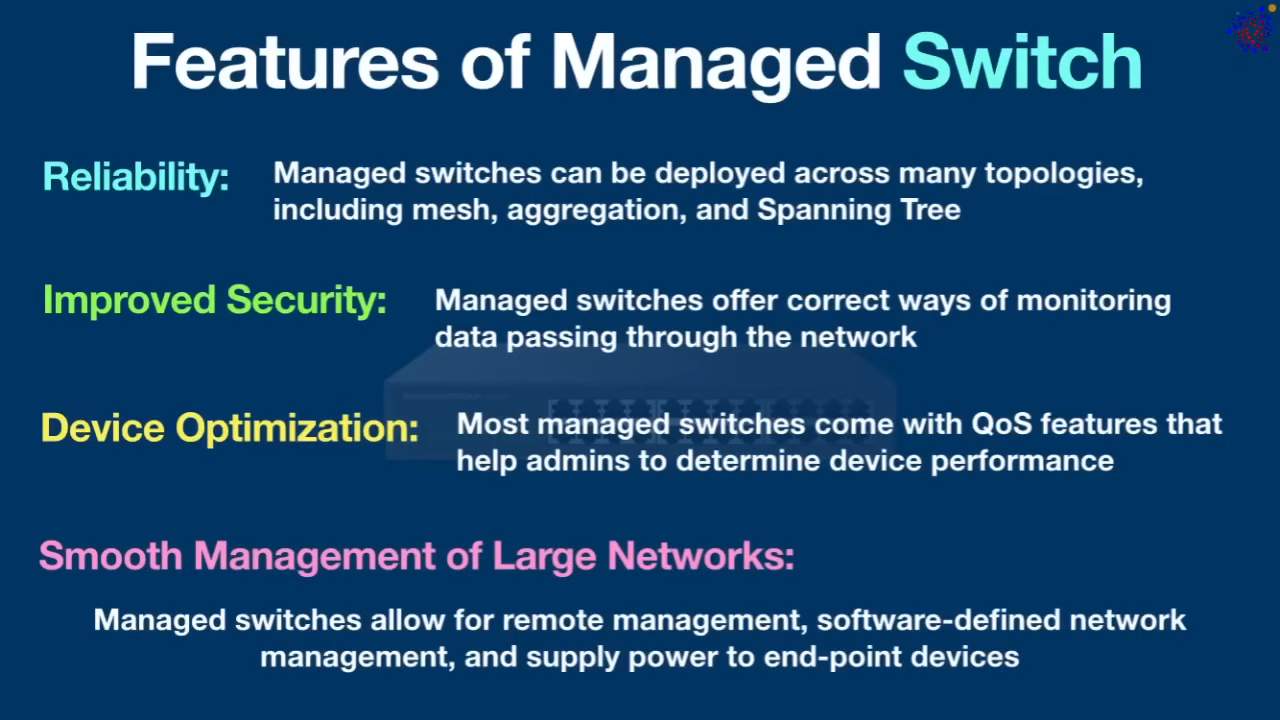 Features of Managed Switch
Reliability:
Managed switches can be deployed across many topologies,
including mesh, aggregation, and Spanning Tree
Improved Security:
Managed switches offer correct ways of monitoring
data passing through the network
Device Optimization:
Most managed switches come with QoS features that
help admins to determine device performance
Smooth Management of Large Networks:
Managed switches allow for remote management, software-defined network
management, and supply power to end-point devices